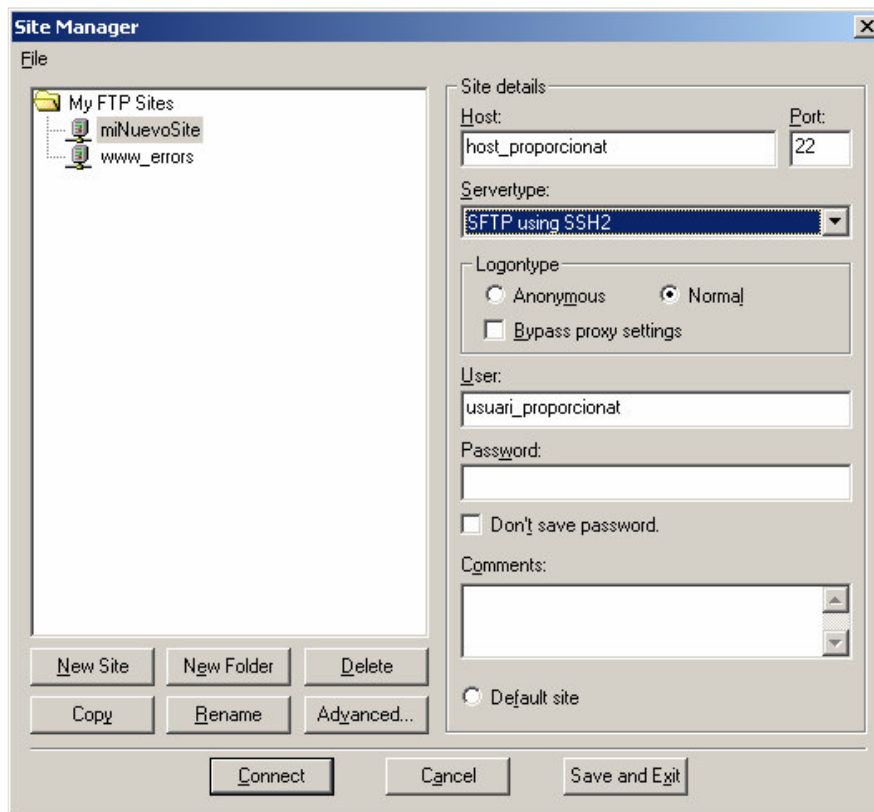 Site Manager
File
My FTP Sites
miNuevoSite
www_errors
New Site
New Folder
Delete
Copy
Rename
Advanced...
Site details
Host:
Port:
host_proporcionat
22
Servertype:
SFTP using SSH2
Logontype
Anonymous
Normal
Bypass proxy settings
User:
usuari_proporcionat
Password:
Don't save password.
Comments:
Default site
Connect
Cancel
Save and Exit